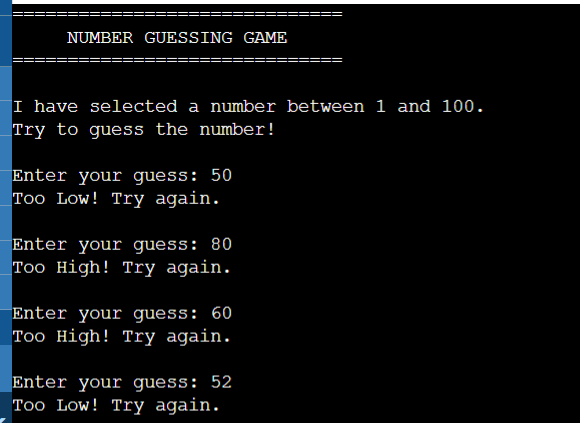 ==============================
NUMBER GUESSING GAME
==============================
I have selected a number between 1 and 100.
Try to guess the number!
Enter your guess: 50
Too Low! Try again.
Enter your guess: 80
Too High! Try again.
Enter your guess: 60
Too High! Try again.
Enter your guess: 52
Too Low! Try again.